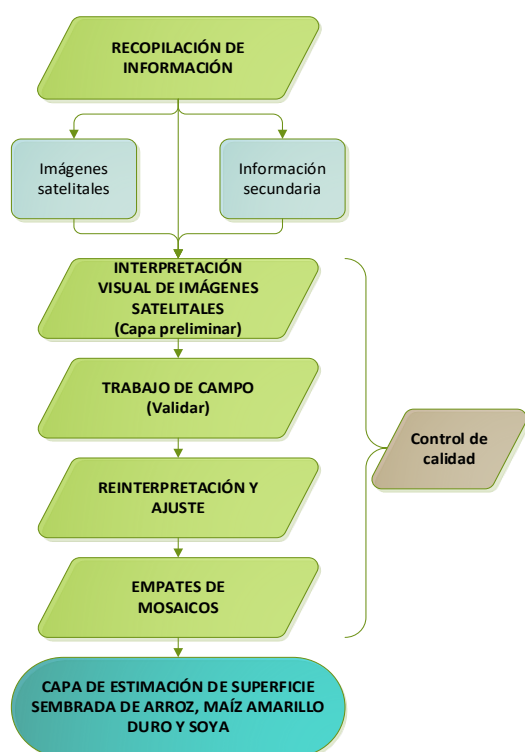 RECOPILACIÓN DE
INFORMACIÓN
Imágenes
satelitales
Información
secundaria
INTERPRETACIÓN
VISUAL DE IMÁGENES
SATELITALES
(Capa preliminar)
TRABAJO DE CAMPO
(Validar)
Control de
calidad
REINTERPRETACIÓN Y
AJUSTE
EMPATES DE
MOSAICOS
CAPA DE ESTIMACIÓN DE SUPERFICIE
SEMBRADA DE ARROZ, MAÍZ AMARILLO
DURO Y SOYA